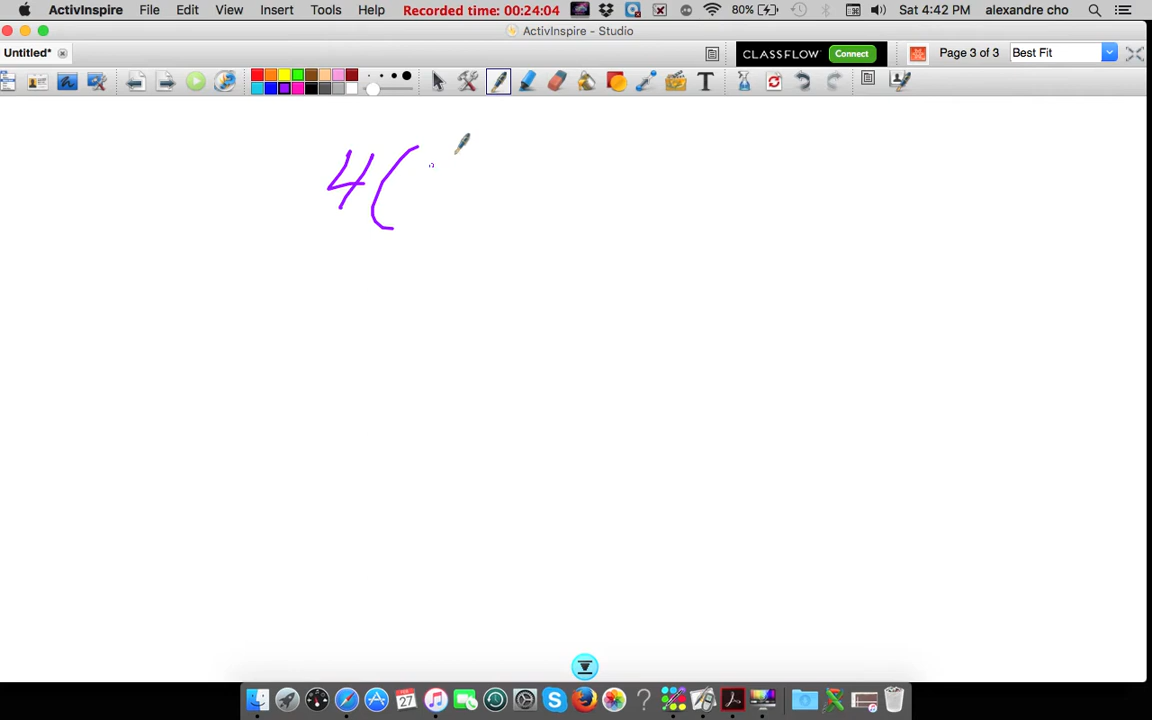 ActivInspire File Edit View Insert Tools Help Recorded time: 00:24:04 80% Sat 4:42 PM alexandre cho
ActivInspire - Studio
Untitled* CLASSFLOW Connect Page 3 of 3 Best Fit
T
4(
27